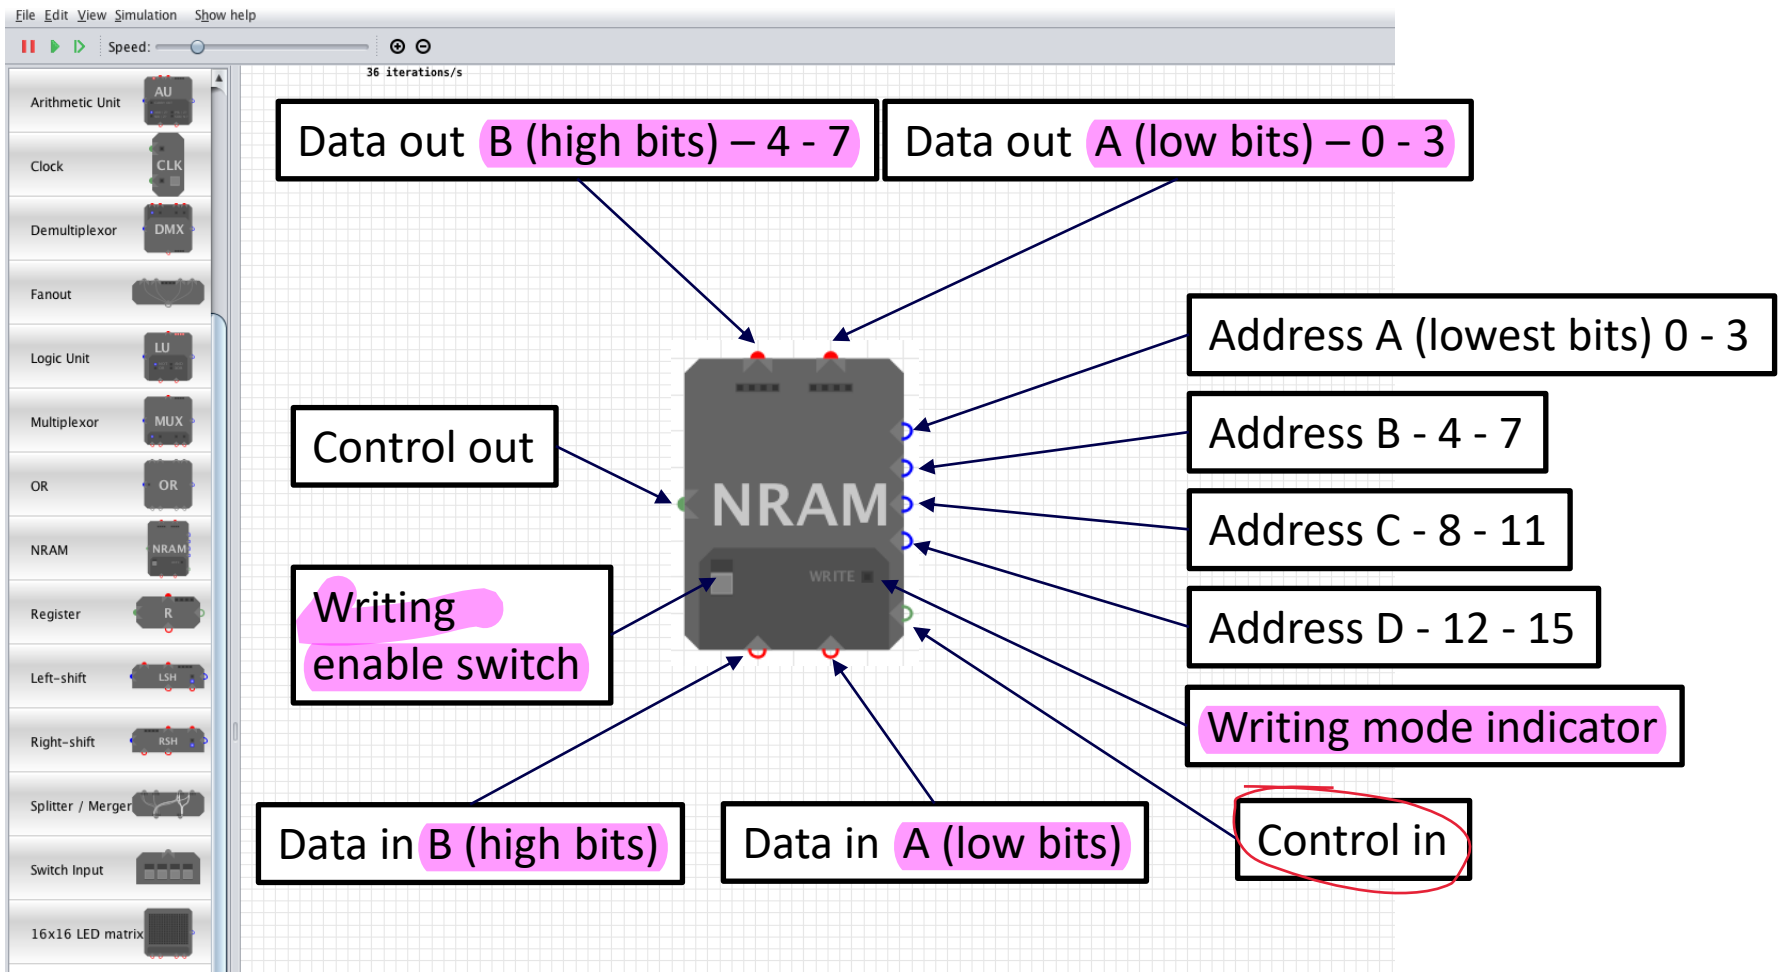 File Edit View Simulation Show help
Speed:
36 iterations/s
Arithmetic Unit
AU
Clock
CLK
Demultiplexor
DMX
Fanout
Logic Unit
LU
Multiplexor
MUX
OR
OR
NRAM
NRAM
Register
R
Left-shift
LSH
Right-shift
RSH
Splitter / Merger
Switch Input
16x16 LED matrix
Data out B (high bits) – 4 - 7
Data out A (low bits) – 0 - 3
Address A (lowest bits) 0 - 3
Control out
Address B - 4 - 7
NRAM
Address C - 8 - 11
WRITE
Writing
enable switch
Address D - 12 - 15
Writing mode indicator
Data in B (high bits)
Data in A (low bits)
Control in